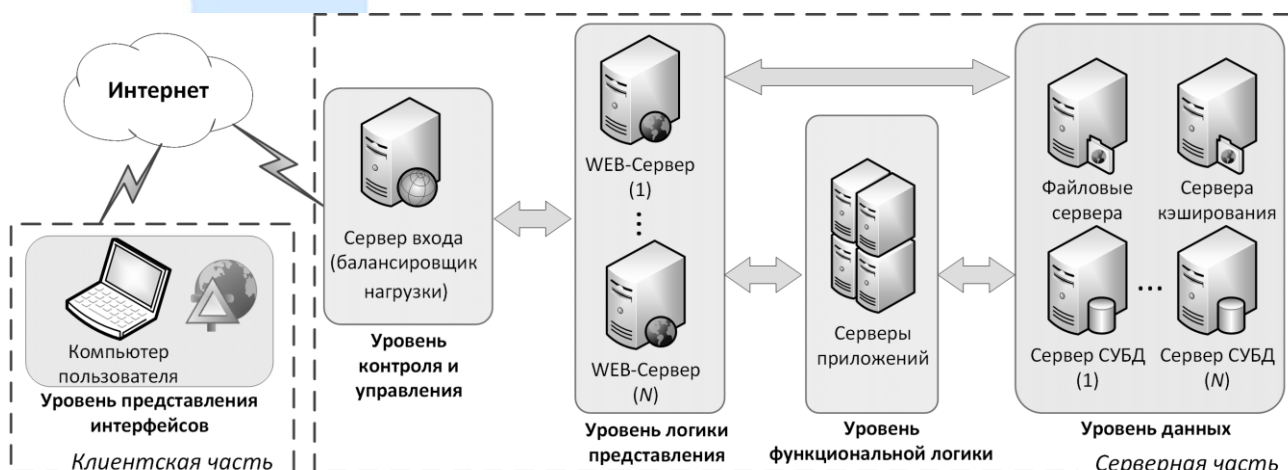 Интернет
Компьютер
пользователя
Уровень представления
интерфейсов
Клиентская часть
Сервер входа
(балансировщик
нагрузки)
Уровень
контроля и
управления
WEB-Сервер
(1)
⋮
WEB-Сервер
(N)
Уровень логики
представления
Серверы
приложений
Уровень
функциональной логики
Файловые
сервера
Сервера
кэширования
...
Сервер СУБД
(1)
Сервер СУБД
(N)
Уровень данных
Серверная часть